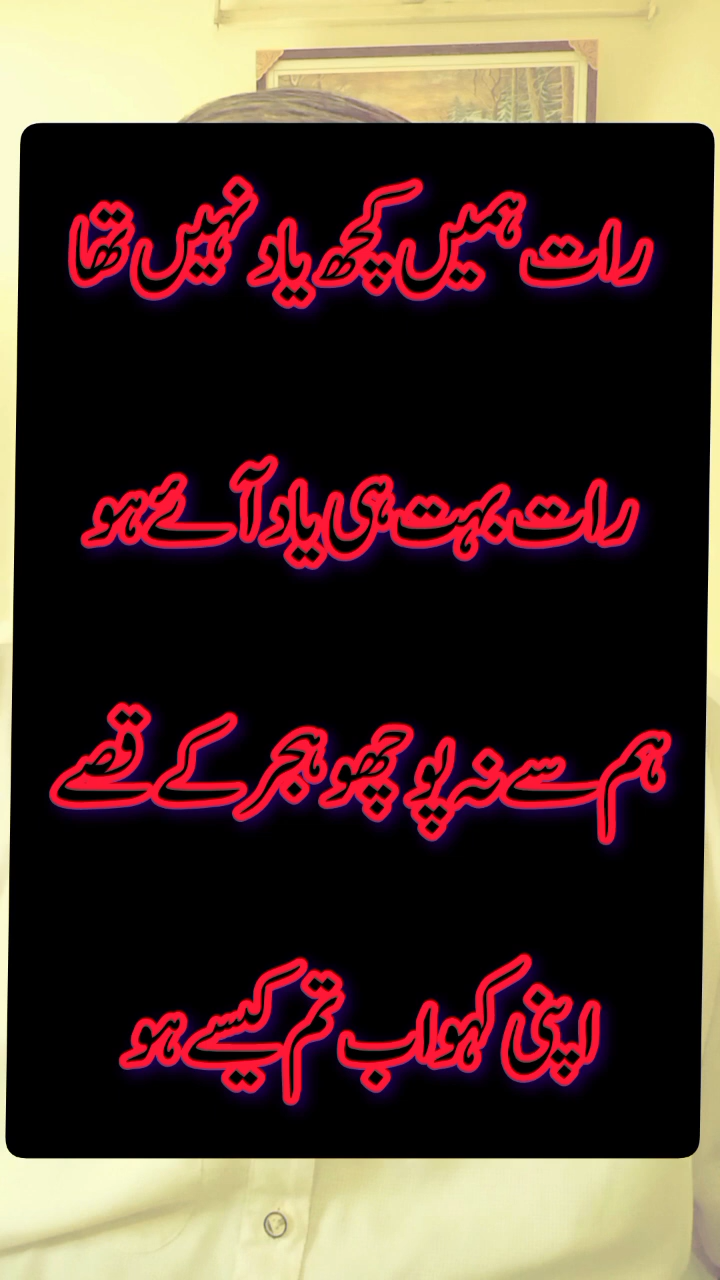 رات ہمیں کچھ یاد نہیں تھا
رات بہت ہی یاد آئے ہو
ہم سے نہ پوچھو ہجر کے قصے
اپنی کہو اب تم کیسے ہو